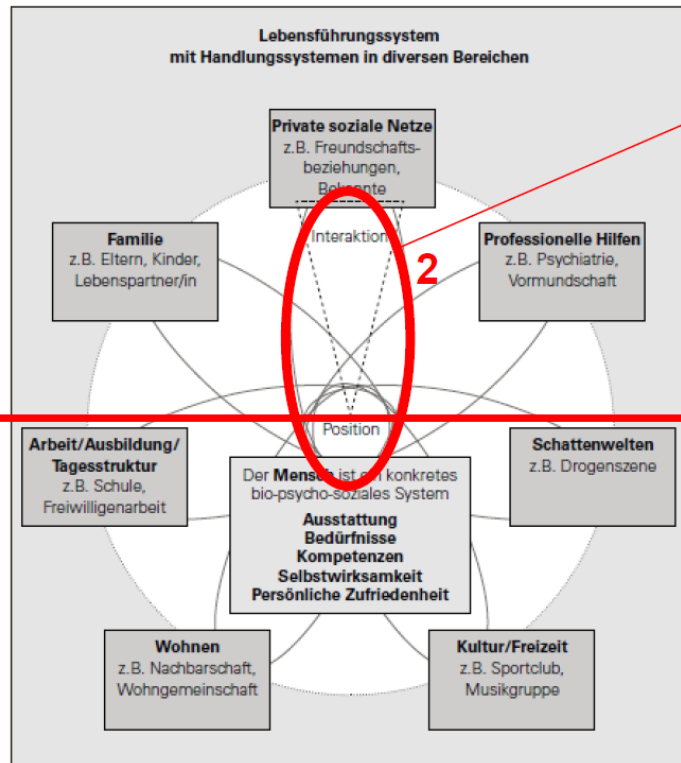 Lebensführungssystem
mit Handlungssystemen in diversen Bereichen
Private soziale Netze
z.B. Freundschafts-
beziehungen,
Bekannte
Familie
z.B. Eltern, Kinder,
Lebenspartner/in
Interaktion
2
Professionelle Hilfen
z.B. Psychiatrie,
Vormundschaft
Arbeit/Ausbildung/
Tagesstruktur
z.B. Schule,
Freiwilligenarbeit
Position
Der Mensch ist ein konkretes
bio-psycho-soziales System
Ausstattung
Bedürfnisse
Kompetenzen
Selbstwirksamkeit
Persönliche Zufriedenheit
Schattenwelten
z.B. Drogenszene
Wohnen
z.B. Nachbarschaft,
Wohngemeinschaft
Kultur/Freizeit
z.B. Sportclub,
Musikgruppe